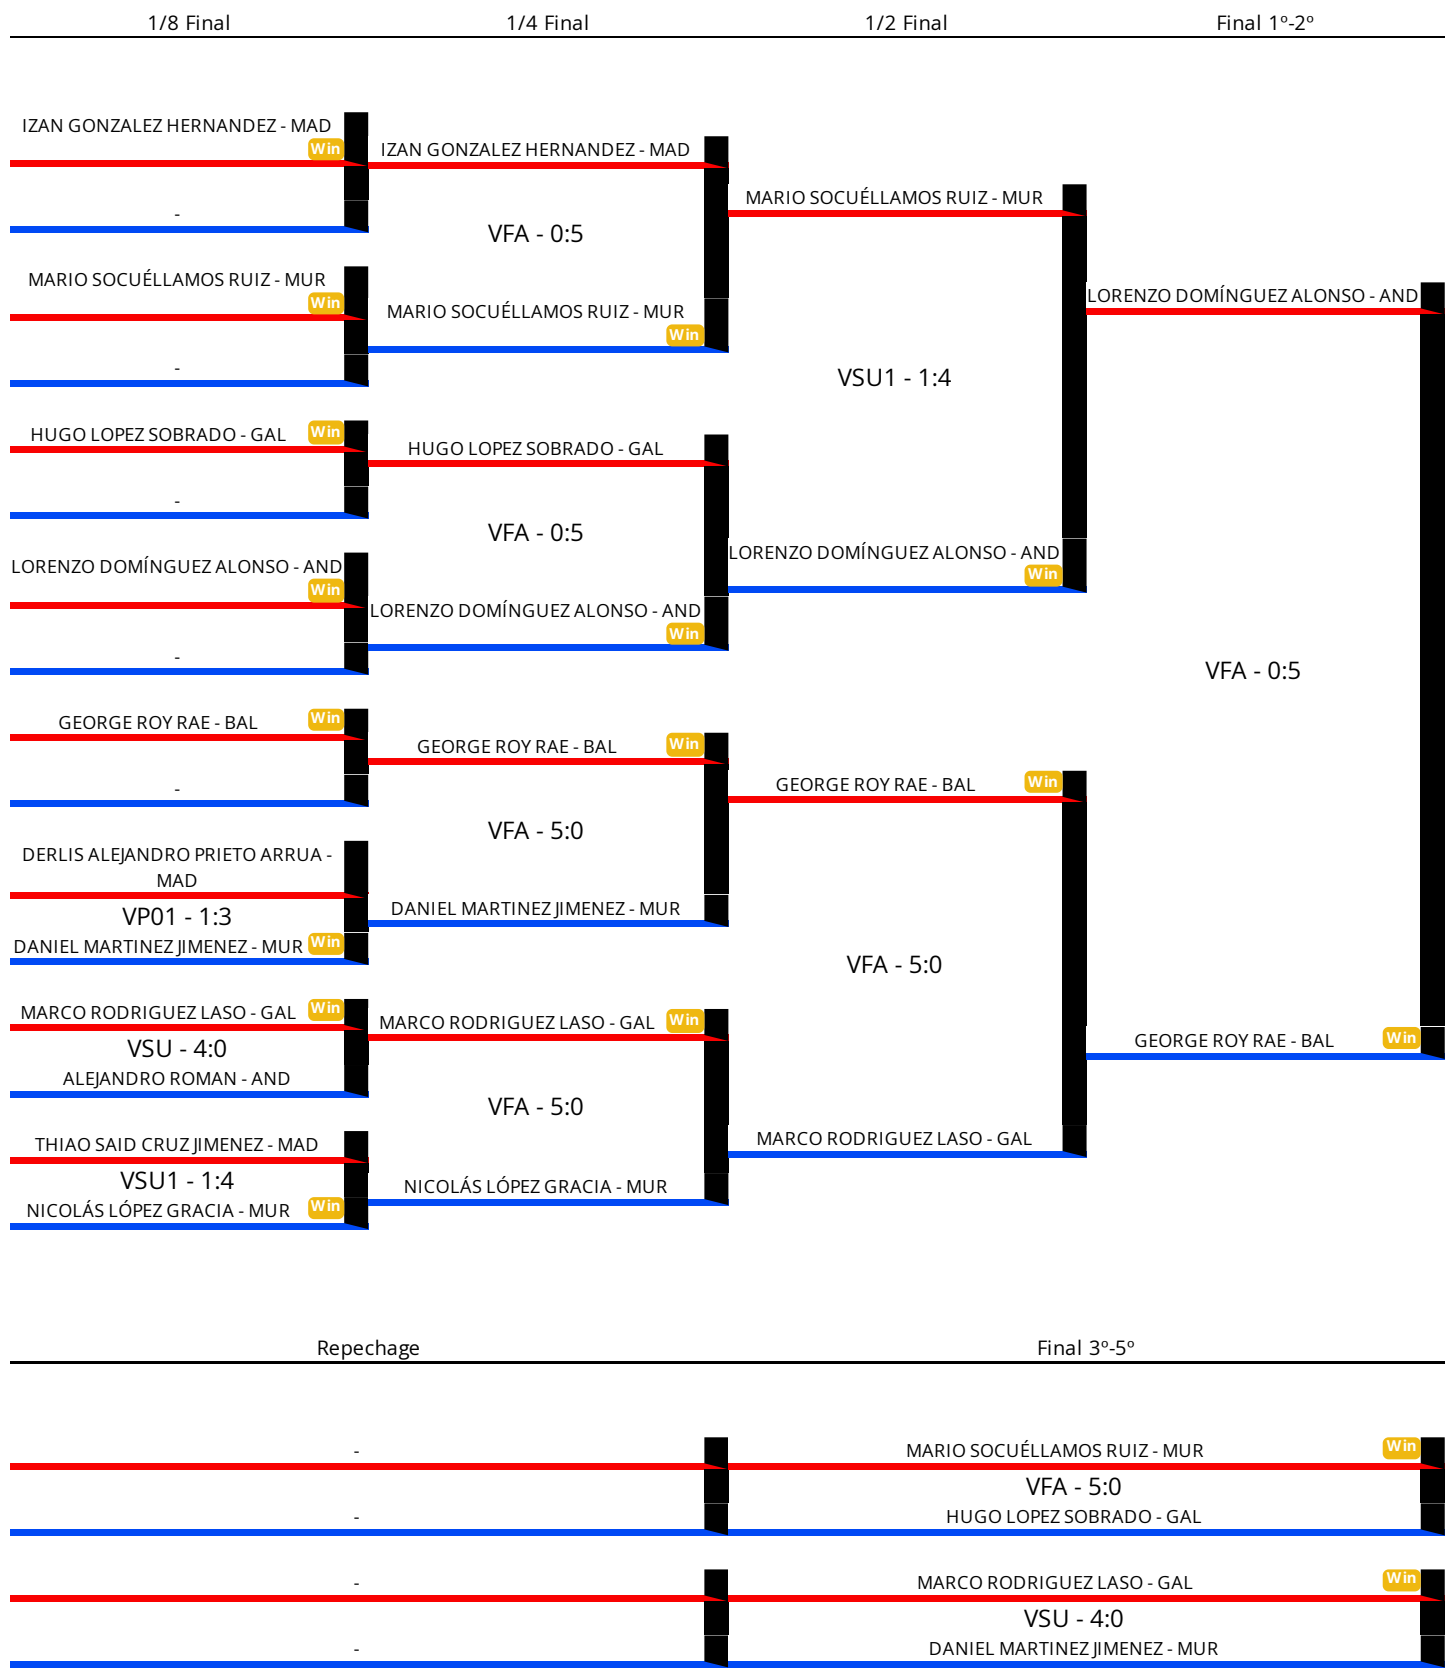 1/8 Final
1/4 Final
1/2 Final
Final 1º-2º
IZAN GONZALEZ HERNANDEZ - MAD
Win
-
MARIO SOCUÉLLAMOS RUIZ - MUR
Win
-
HUGO LOPEZ SOBRADO - GAL
Win
-
LORENZO DOMÍNGUEZ ALONSO - AND
Win
-
GEORGE ROY RAE - BAL
Win
-
DERLIS ALEJANDRO PRIETO ARRUA -
MAD
VP01 - 1:3
DANIEL MARTINEZ JIMENEZ - MUR
Win
MARCO RODRIGUEZ LASO - GAL
Win
VSU - 4:0
ALEJANDRO ROMAN - AND
THIAO SAID CRUZ JIMENEZ - MAD
VSU1 - 1:4
NICOLÁS LÓPEZ GRACIA - MUR
Win
IZAN GONZALEZ HERNANDEZ - MAD
VFA - 0:5
MARIO SOCUÉLLAMOS RUIZ - MUR
Win
HUGO LOPEZ SOBRADO - GAL
VFA - 0:5
LORENZO DOMÍNGUEZ ALONSO - AND
Win
GEORGE ROY RAE - BAL
Win
VFA - 5:0
DANIEL MARTINEZ JIMENEZ - MUR
MARCO RODRIGUEZ LASO - GAL
Win
VFA - 5:0
NICOLÁS LÓPEZ GRACIA - MUR
MARIO SOCUÉLLAMOS RUIZ - MUR
VSU1 - 1:4
LORENZO DOMÍNGUEZ ALONSO - AND
Win
GEORGE ROY RAE - BAL
Win
VFA - 5:0
MARCO RODRIGUEZ LASO - GAL
LORENZO DOMÍNGUEZ ALONSO - AND
VFA - 0:5
GEORGE ROY RAE - BAL
Win
Repechage
Final 3º-5º
-
-
-
-
MARIO SOCUÉLLAMOS RUIZ - MUR
Win
VFA - 5:0
HUGO LOPEZ SOBRADO - GAL
MARCO RODRIGUEZ LASO - GAL
Win
VSU - 4:0
DANIEL MARTINEZ JIMENEZ - MUR